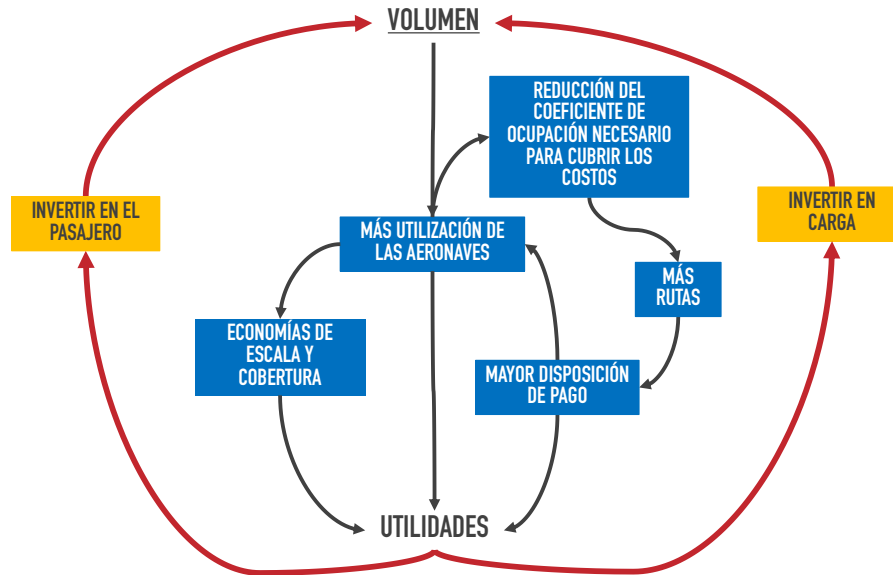 VOLUMEN
REDUCCIÓN DEL
COEFICIENTE DE
OCUPACIÓN NECESARIO
PARA CUBRIR LOS
COSTOS
INVERTIR EN EL
PASAJERO
INVERTIR EN
CARGA
MÁS UTILIZACIÓN DE
LAS AERONAVES
MÁS
RUTAS
ECONOMÍAS DE
ESCALA Y
COBERTURA
MAYOR DISPOSICIÓN
DE PAGO
UTILIDADES